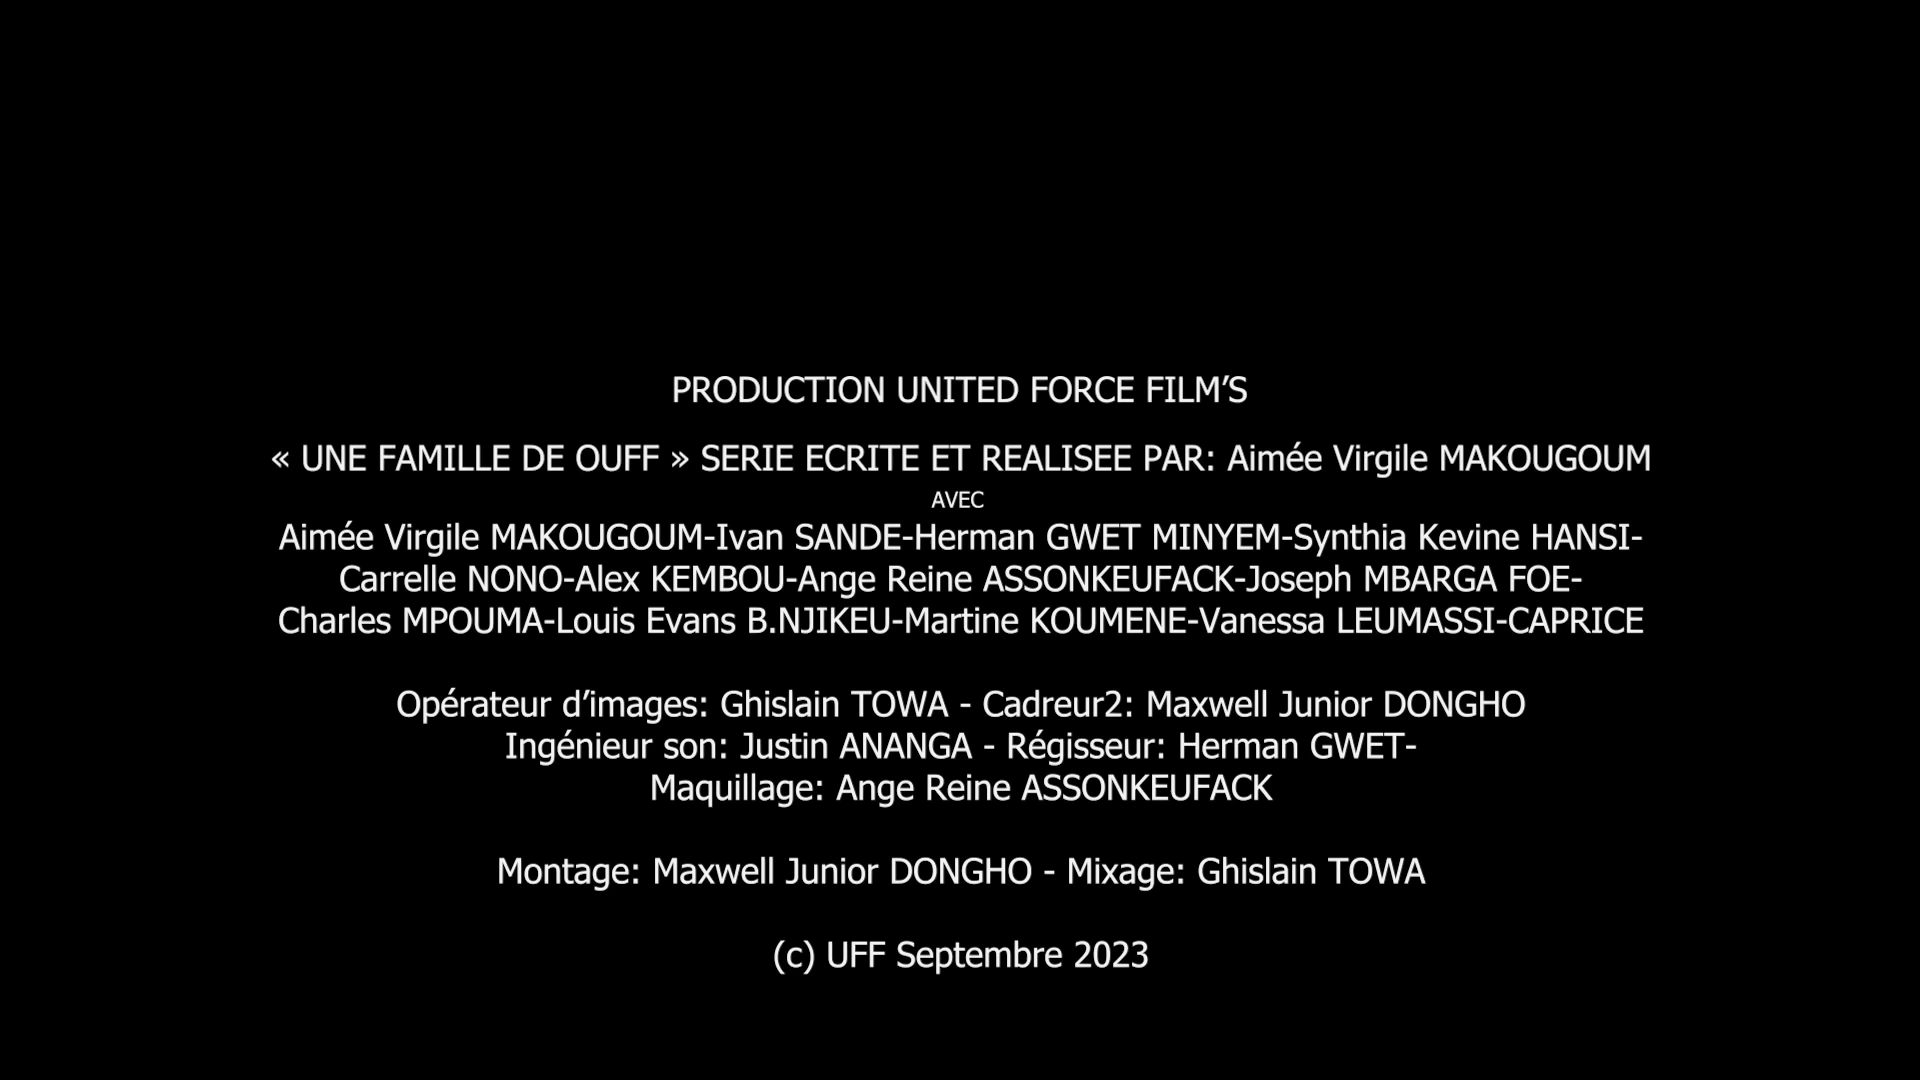 PRODUCTION UNITED FORCE FILM’S
« UNE FAMILLE DE OUFF » SERIE ECRITE ET REALISEE PAR: Aimée Virgile MAKOUGOUM
AVEC
Aimée Virgile MAKOUGOUM-Ivan SANDE-Herman GWET MINYEM-Synthia Kevine HANSI-
Carrelle NONO-Alex KEMBOU-Ange Reine ASSONKEUFACK-Joseph MBARGA FOE-
Charles MPOUMA-Louis Evans B.NJIKEU-Martine KOUMENE-Vanessa LEUMASSI-CAPRICE
Opérateur d’images: Ghislain TOWA - Cadreur2: Maxwell Junior DONGHO
Ingénieur son: Justin ANANGA - Régisseur: Herman GWET-
Maquillage: Ange Reine ASSONKEUFACK
Montage: Maxwell Junior DONGHO - Mixage: Ghislain TOWA
(c) UFF Septembre 2023